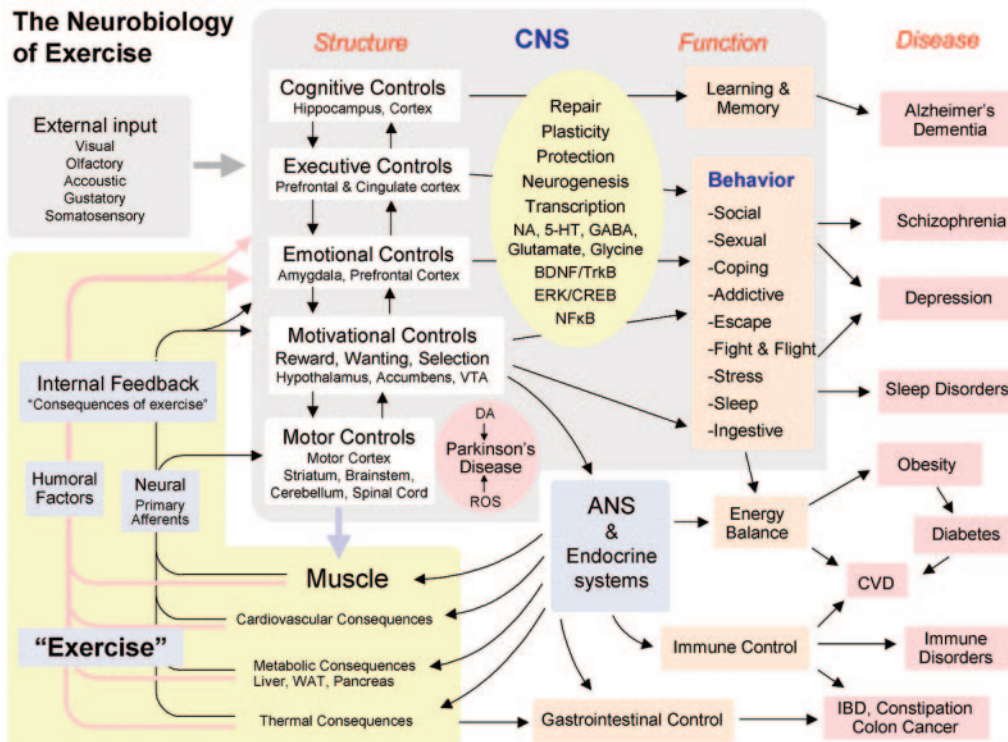 The Neurobiology
of Exercise
Structure
CNS
Function
Disease
External input
Visual
Olfactory
Accoustic
Gustatory
Somatosensory
Cognitive Controls
Hippocampus, Cortex
Executive Controls
Prefrontal & Cingulate cortex
Emotional Controls
Amygdala, Prefrontal Cortex
Motivational Controls
Reward, Wanting, Selection
Hypothalamus, Accumbens, VTA
Motor Controls
Motor Cortex
Striatum, Brainstem,
Cerebellum, Spinal Cord
Repair
Plasticity
Protection
Neurogenesis
Transcription
NA, 5-HT, GABA,
Glutamate, Glycine
BDNF/TrkB
ERK/CREB
NFκB
DA
Parkinson's
Disease
ROS
Learning &
Memory
Behavior
-Social
-Sexual
-Coping
-Addictive
-Escape
-Fight & Flight
-Stress
-Sleep
-Ingestive
Alzheimer's
Dementia
Schizophrenia
Depression
Sleep Disorders
Obesity
Diabetes
CVD
Immune
Disorders
IBD, Constipation
Colon Cancer
Energy
Balance
ANS
&
Endocrine
systems
Immune Control
Gastrointestinal Control
Internal Feedback
"Consequences of exercise"
Humoral
Factors
Neural
Primary
Afferents
Muscle
Cardiovascular Consequences
"Exercise"
Metabolic Consequences
Liver, WAT, Pancreas
Thermal Consequences